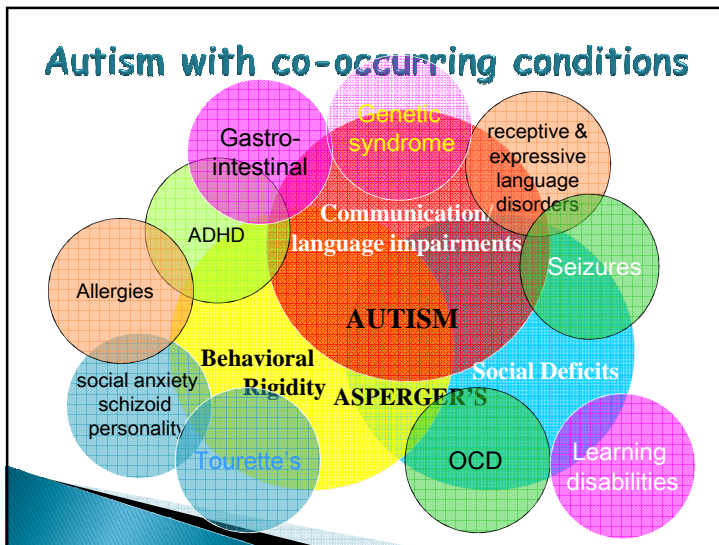 Autism with co-occurring conditions
Genetic
syndrome
Gastro-
intestinal
receptive &
expressive
language
disorders
ADHD
Communication
language impairments
Seizures
Allergies
AUTISM
Behavioral
Rigidity
Social Deficits
ASPERGER'S
social anxiety
schizoid
personality
Tourette's
OCD
Learning
disabilities